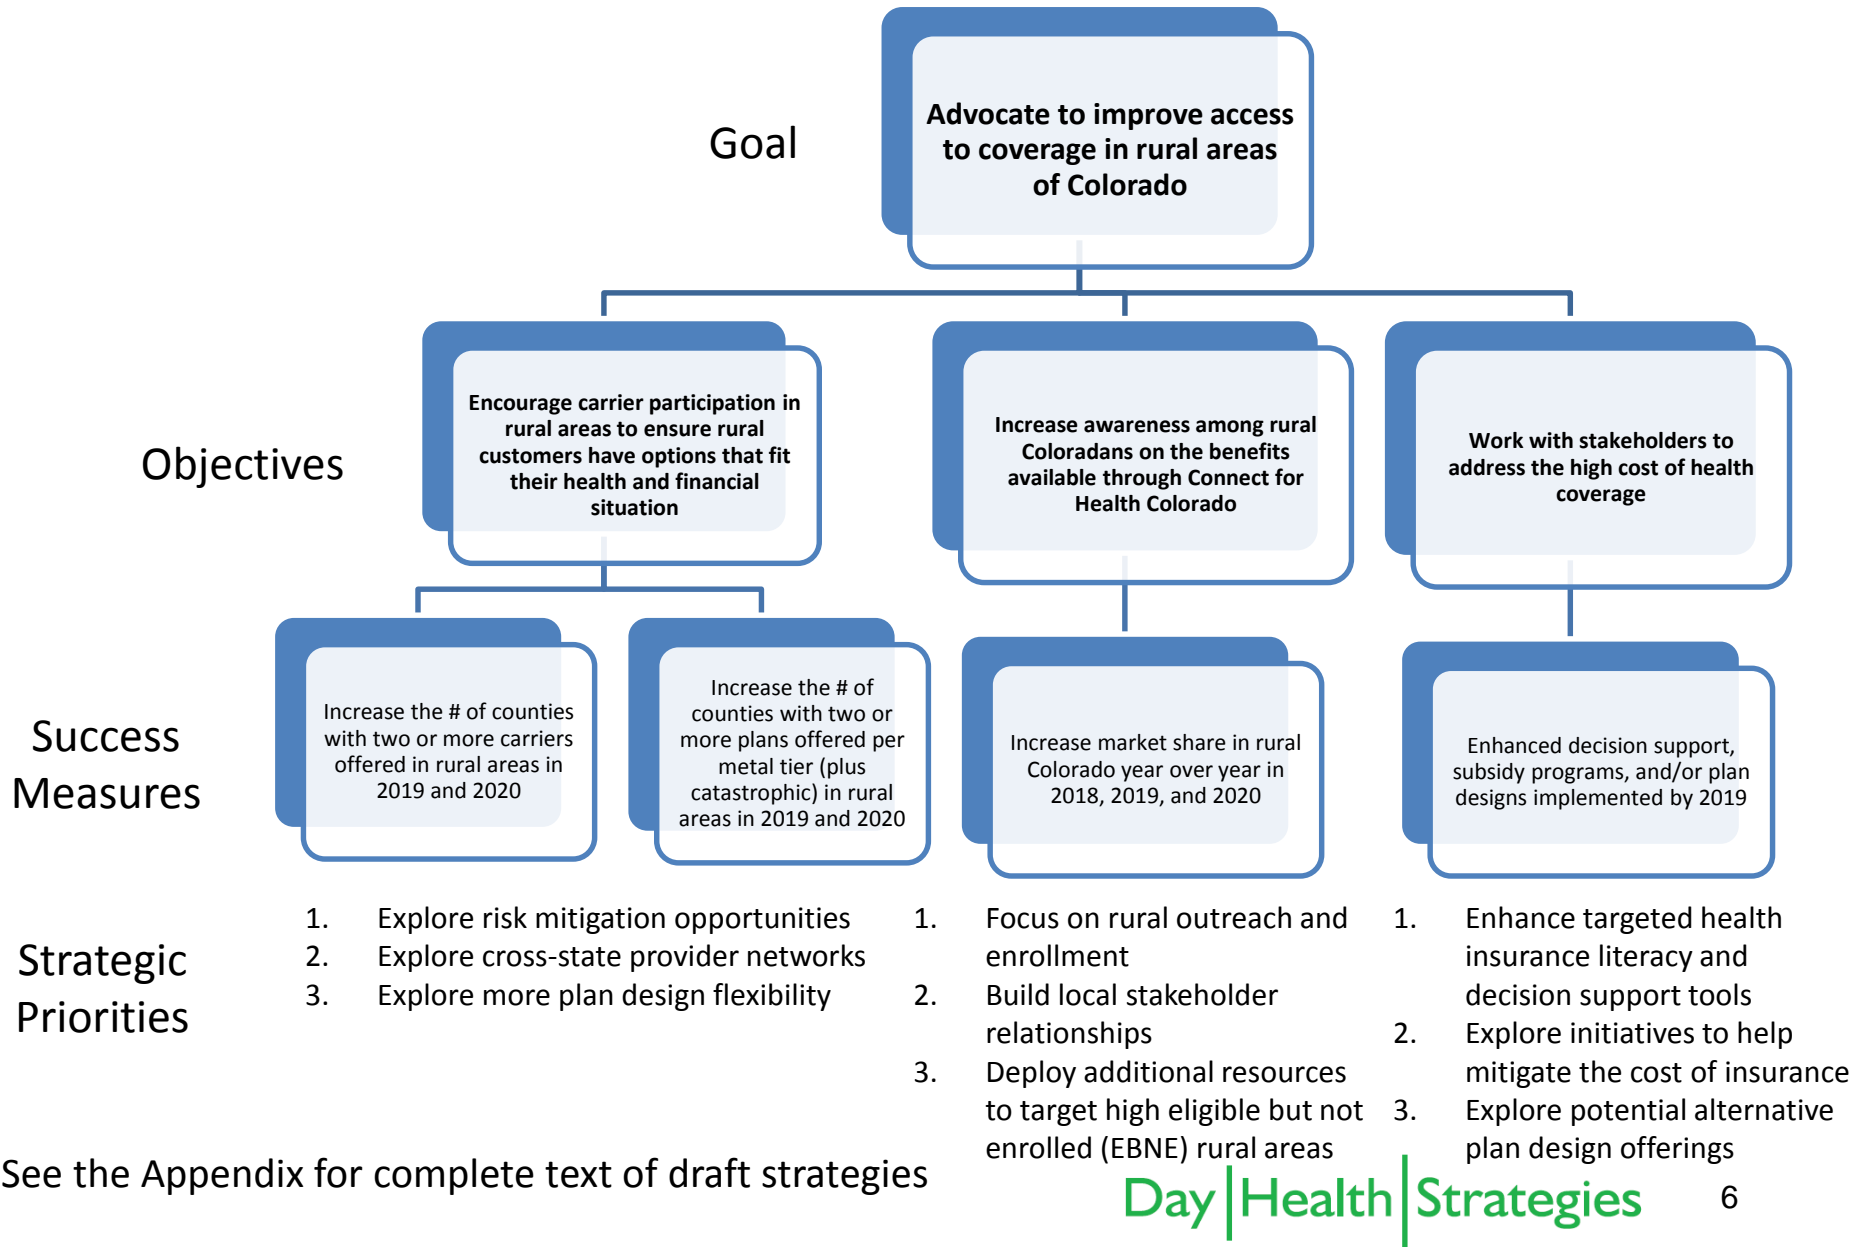 Goal
Advocate to improve access
to coverage in rural areas
of Colorado
Objectives
Encourage carrier participation in
rural areas to ensure rural
customers have options that fit
their health and financial
situation
Increase awareness among rural
Coloradans on the benefits
available through Connect for
Health Colorado
Work with stakeholders to
address the high cost of health
coverage
Success
Measures
Increase the # of counties
with two or more carriers
offered in rural areas in
2019 and 2020
Increase the # of
counties with two or
more plans offered per
metal tier (plus
catastrophic) in rural
areas in 2019 and 2020
Increase market share in rural
Colorado year over year in
2018, 2019, and 2020
Enhanced decision support,
subsidy programs, and/or plan
designs implemented by 2019
Strategic
Priorities
1. Explore risk mitigation opportunities
2. Explore cross-state provider networks
3. Explore more plan design flexibility
1. Focus on rural outreach and
enrollment
2. Build local stakeholder
relationships
3. Deploy additional resources
to target high eligible but not
enrolled (EBNE) rural areas
1. Enhance targeted health
insurance literacy and
decision support tools
2. Explore initiatives to help
mitigate the cost of insurance
3. Explore potential alternative
plan design offerings
See the Appendix for complete text of draft strategies
Day Health Strategies
6